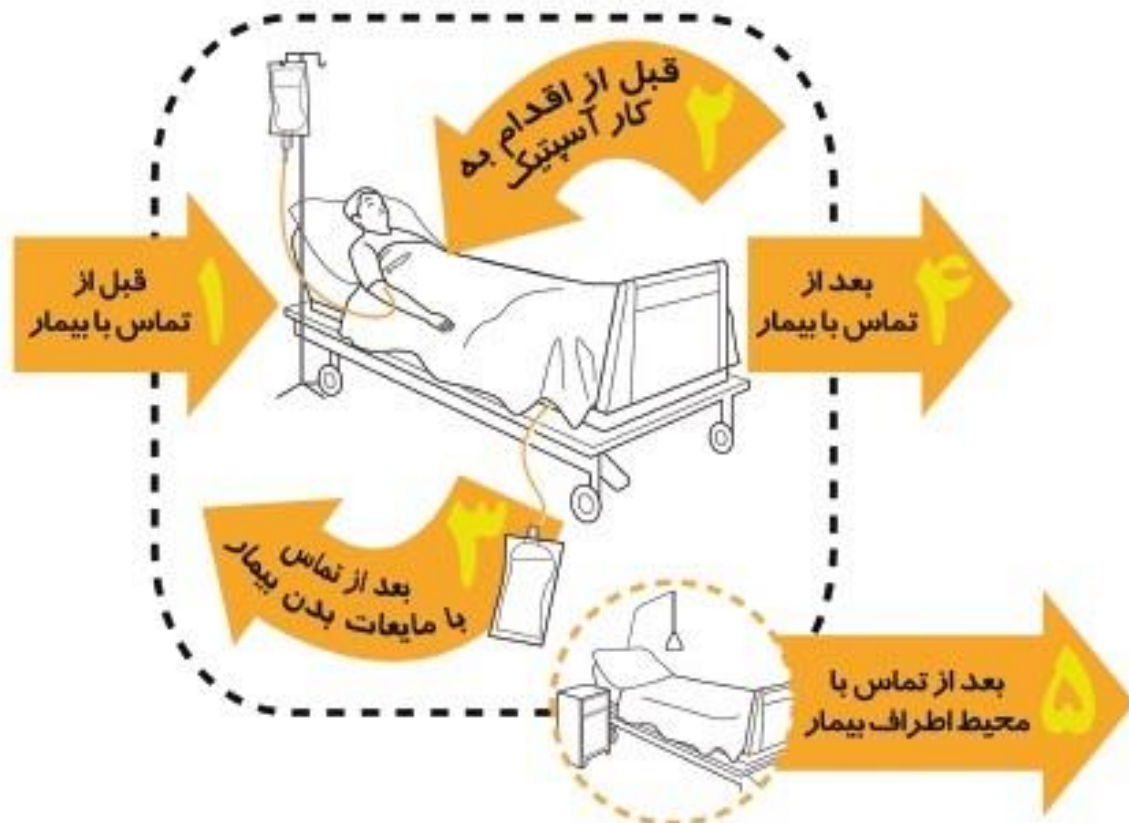 ۱
قبل از
تماس با بیمار
۲
قبل از اقدام به
کار آسپتیک
۳
بعد از تماس
با مایعات بدن بیمار
۴
بعد از
تماس با بیمار
۵
بعد از تماس با
محیط اطراف بیمار